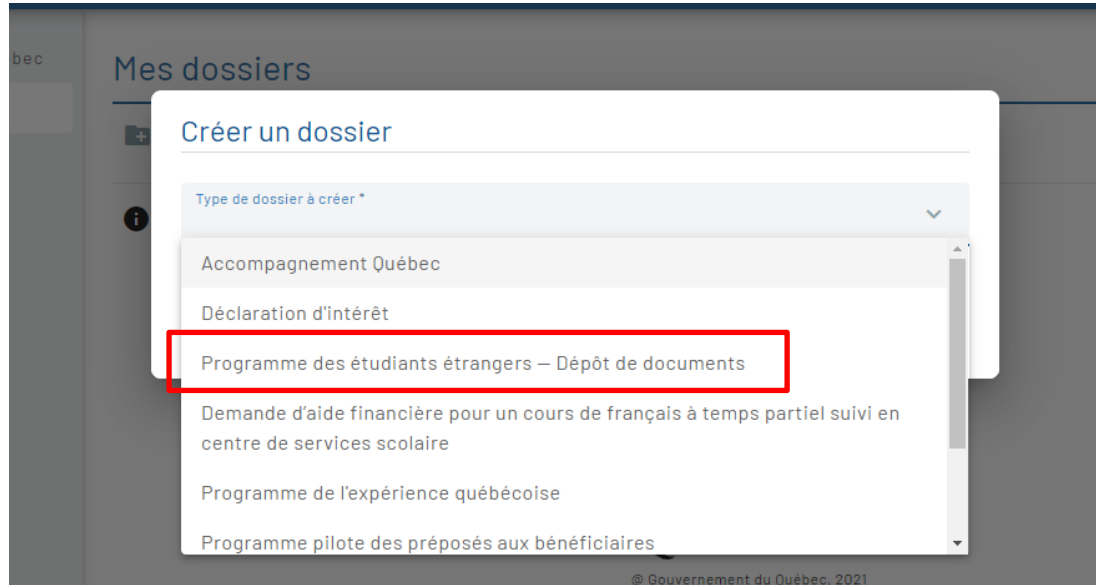 bec
Mes dossiers
Créer un dossier
Type de dossier à créer *
Accompagnement Québec
Déclaration d'intérêt
Programme des étudiants étrangers — Dépôt de documents
Demande d’aide financière pour un cours de français à temps partiel suivi en
centre de services scolaire
Programme de l'expérience québécoise
Programme pilote des préposés aux bénéficiaires
@ Gouvernement du Québec, 2021